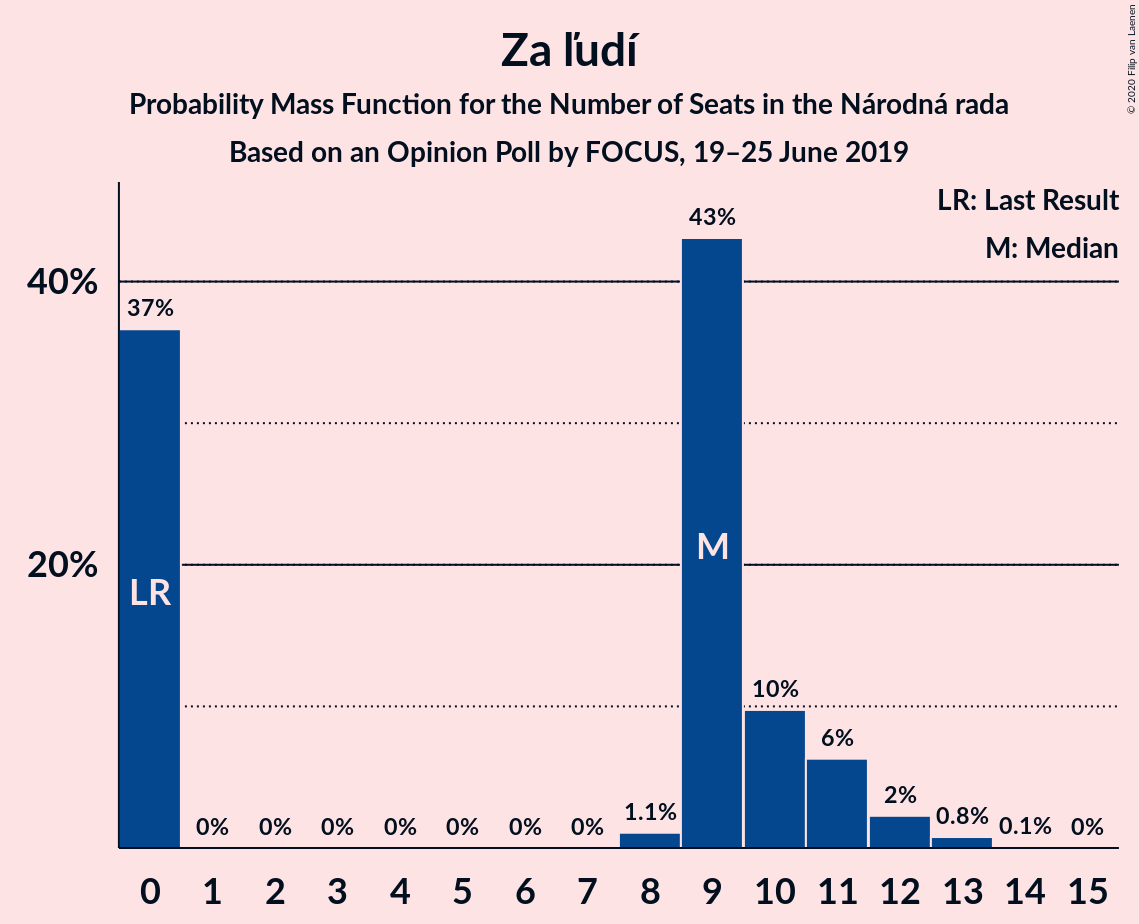 Za ľudí
Probability Mass Function for the Number of Seats in the Národná rada
Based on an Opinion Poll by FOCUS, 19–25 June 2019
© 2020 Filip van Laenen
LR: Last Result
M: Median
43%
40%
37%
M
20%
LR
10%
6%
2%
1.1%
0.8%
0% 0% 0% 0% 0% 0% 0% 0.1% 0%
0 1 2 3 4 5 6 7 8 9 10 11 12 13 14 15